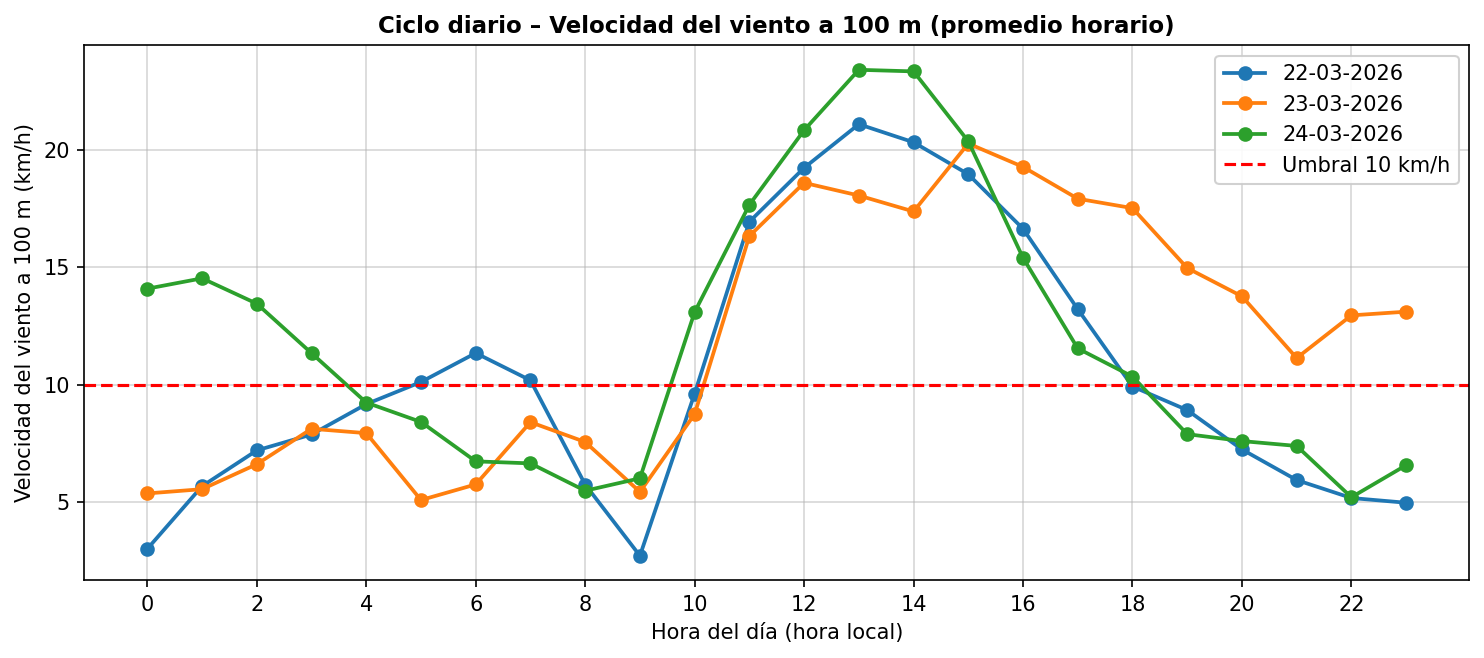 Ciclo diario – Velocidad del viento a 100 m (promedio horario)
Velocidad del viento a 100 m (km/h)
20
15
10
5
22-03-2026
23-03-2026
24-03-2026
Umbral 10 km/h
0 2 4 6 8 10 12 14 16 18 20 22
Hora del día (hora local)